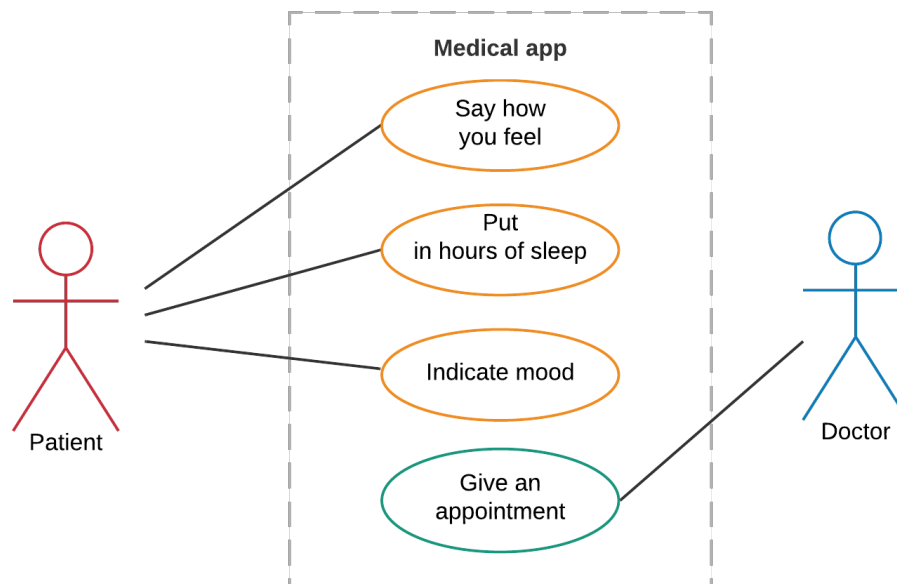 Medical app
Say how
you feel
Put
in hours of sleep
Indicate mood
Give an
appointment
Patient
Doctor